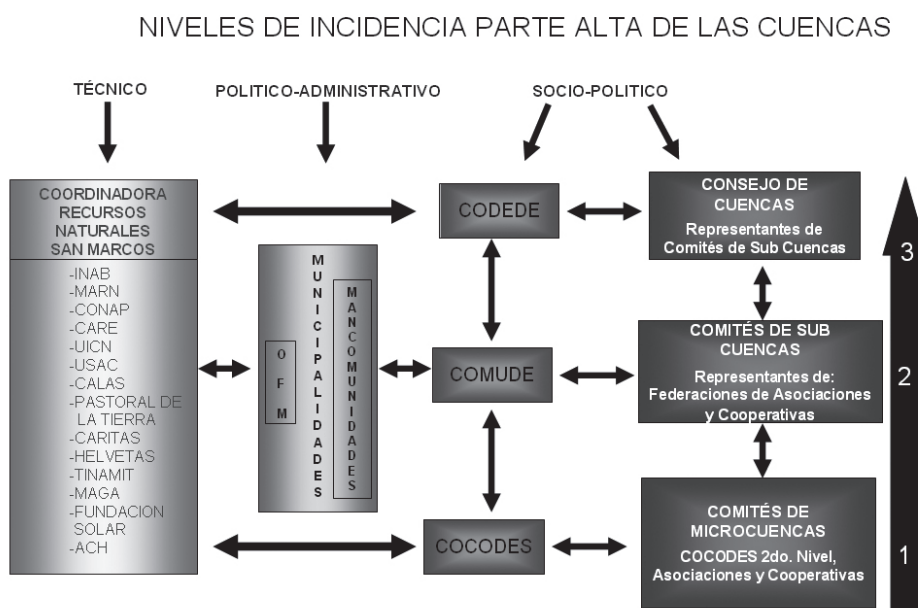 NIVELES DE INCIDENCIA PARTE ALTA DE LAS CUENCAS
TÉCNICO
POLITICO-ADMINISTRATIVO
SOCIO-POLITICO
COORDINADORA
RECURSOS
NATURALES
SAN MARCOS
-INAB
-MARN
-CONAP
-CARE
-UICN
-USAC
-CALAS
-PASTORAL DE
LA TIERRA
-CARITAS
-HELVETAS
-TINAMIT
-MAGA
-FUNDACION
SOLAR
-ACH
OFM
MUNICIPALIDADES
MANCOMUNIDADES
CODEDE
COMUDE
COCODES
CONSEJO DE
CUENCAS
Representantes de
Comités de Sub Cuencas
COMITÉS DE SUB
CUENCAS
Representantes de:
Federaciones de Asociaciones
y Cooperativas
COMITÉS DE
MICROCUENCAS
COCODES 2do. Nivel,
Asociaciones y Cooperativas
3
2
1